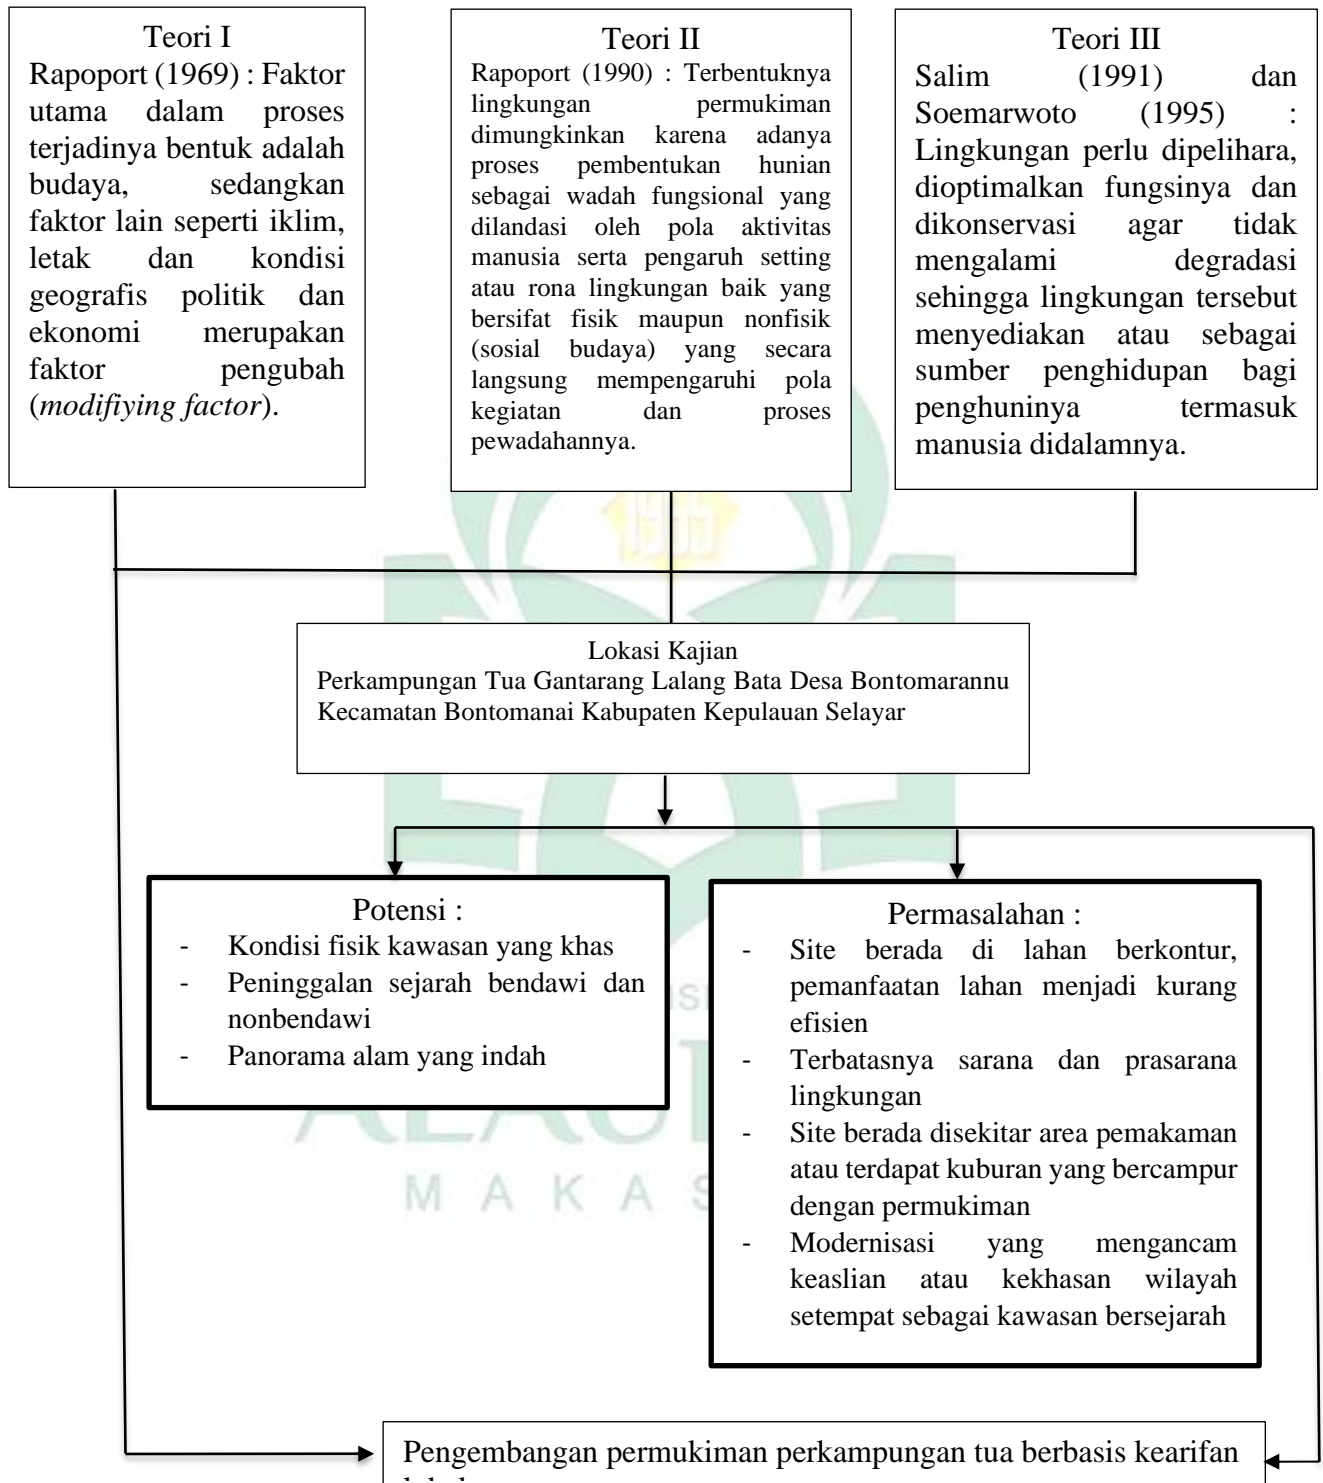 Teori I
Rapoport (1969) : Faktor
utama dalam proses
terjadinya bentuk adalah
budaya, sedangkan
faktor lain seperti iklim,
letak dan kondisi
geografis politik dan
ekonomi merupakan
faktor pengubah
(modifiying factor).
Teori II
Rapoport (1990) : Terbentuknya
lingkungan permukiman
dimungkinkan karena adanya
proses pembentukan hunian
sebagai wadah fungsional yang
dilandasi oleh pola aktivitas
manusia serta pengaruh setting
atau rona lingkungan baik yang
bersifat fisik maupun nonfisik
(sosial budaya) yang secara
langsung mempengaruhi pola
kegiatan dan proses
pewadahannya.
Teori III
Salim (1991) dan
Soemarwoto (1995) :
Lingkungan perlu dipelihara,
dioptimalkan fungsinya dan
dikonservasi agar tidak
mengalami degradasi
sehingga lingkungan tersebut
menyediakan atau sebagai
sumber penghidupan bagi
penghuninya termasuk
manusia didalamnya.
1965
Lokasi Kajian
Perkampungan Tua Gantarang Lalang Bata Desa Bontomarannu
Kecamatan Bontomanai Kabupaten Kepulauan Selayar
Potensi :
- Kondisi fisik kawasan yang khas
- Peninggalan sejarah bendawi dan
nonbendawi
- Panorama alam yang indah
Permasalahan :
- Site berada di lahan berkontur,
pemanfaatan lahan menjadi kurang
efisien
- Terbatasnya sarana dan prasarana
lingkungan
- Site berada disekitar area pemakaman
atau terdapat kuburan yang bercampur
dengan permukiman
- Modernisasi yang mengancam
keaslian atau kekhasan wilayah
setempat sebagai kawasan bersejarah
M A K A S
Pengembangan permukiman perkampungan tua berbasis kearifan